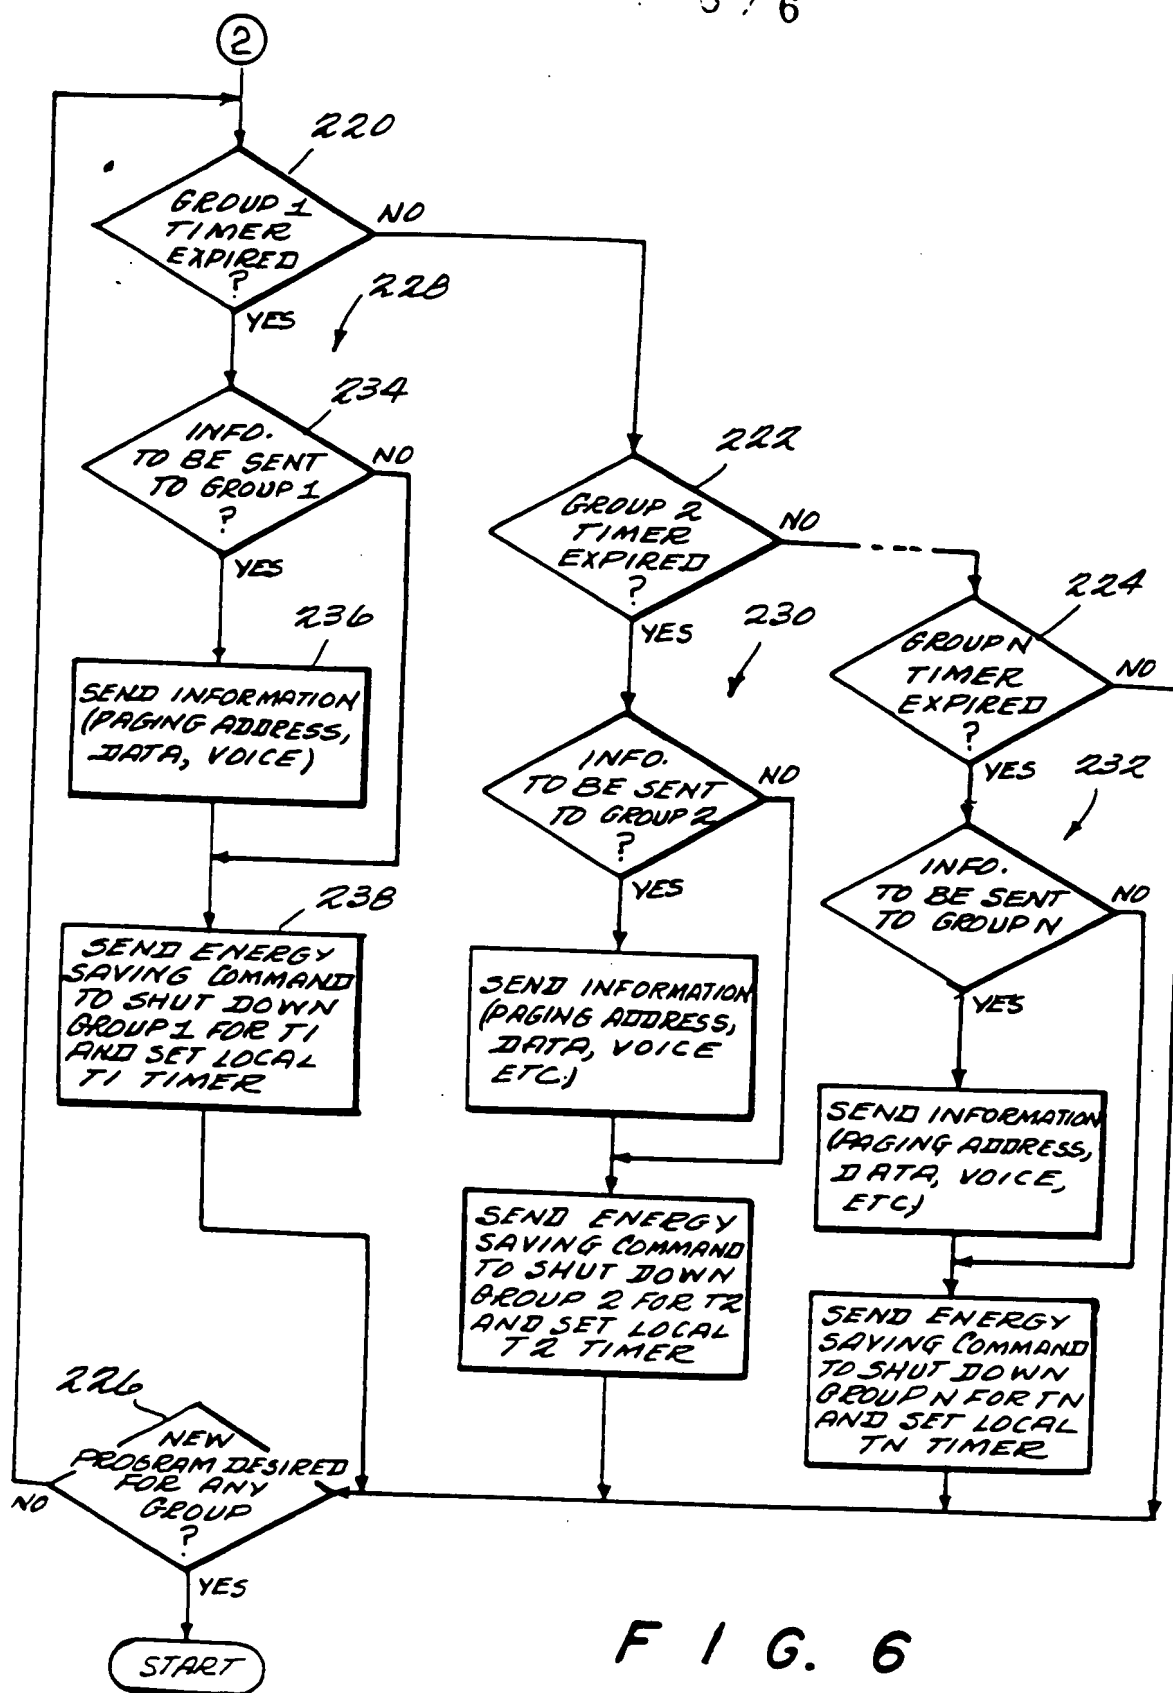 5/6
2
220
GROUP 1
TIMER
EXPIRED
?
NO
YES
228
234
INFO.
TO BE SENT
TO GROUP 1
?
NO
YES
236
SEND INFORMATION
(PAGING ADDRESS,
DATA, VOICE)
238
SEND ENERGY
SAVING COMMAND
TO SHUT DOWN
GROUP 1 FOR T1
AND SET LOCAL
T1 TIMER
222
GROUP 2
TIMER
EXPIRED
?
NO
YES
230
INFO.
TO BE SENT
TO GROUP 2
?
NO
YES
SEND INFORMATION
(PAGING ADDRESS,
DATA, VOICE
ETC.)
SEND ENERGY
SAVING COMMAND
TO SHUT DOWN
GROUP 2 FOR T2
AND SET LOCAL
T2 TIMER
224
GROUP N
TIMER
EXPIRED
?
NO
YES
232
INFO.
TO BE SENT
TO GROUP N
NO
YES
SEND INFORMATION
(PAGING ADDRESS,
DATA, VOICE,
ETC.)
SEND ENERGY
SAVING COMMAND
TO SHUT DOWN
GROUP N FOR TN
AND SET LOCAL
TN TIMER
226
NEW
PROGRAM DESIRED
FOR ANY
GROUP
?
NO
YES
START
FIG. 6